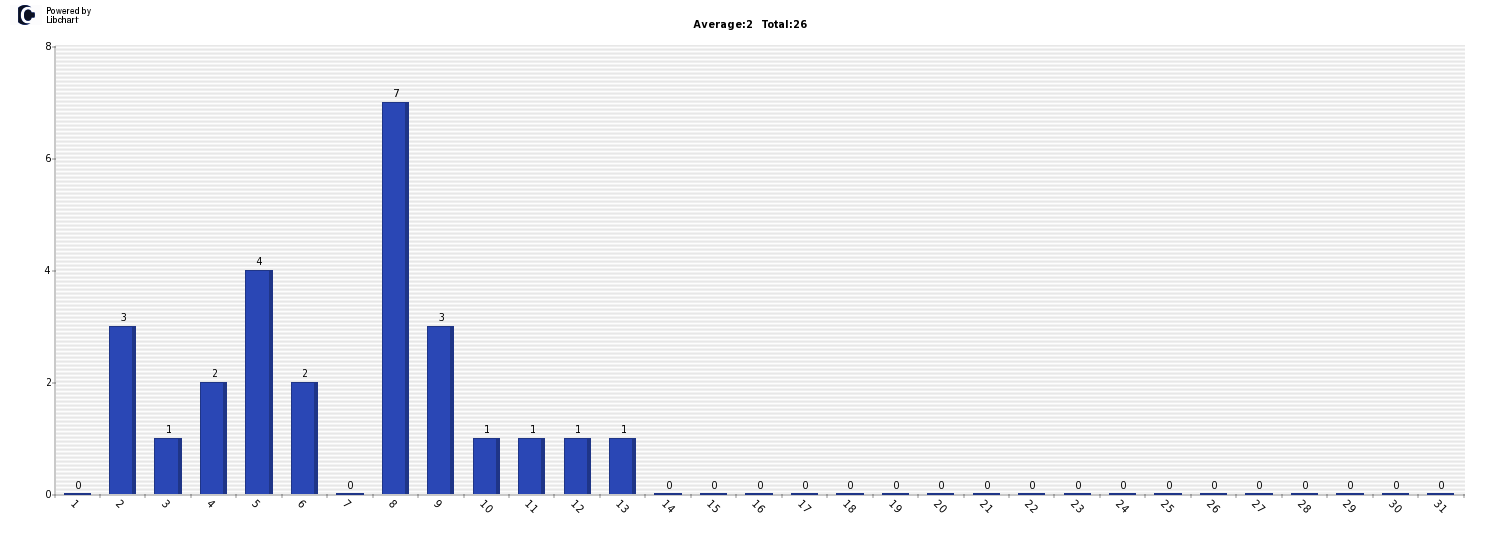 Powered by
Libchart
Average:2 Total:26
8
6
4
2
0
0 3 1 2 4 2 0 7 3 1 1 1 1 0 0 0 0 0 0 0 0 0 0 0 0 0 0 0 0 0 0
1 2 3 4 5 6 7 8 9 10 11 12 13 14 15 16 17 18 19 20 21 22 23 24 25 26 27 28 29 30 31